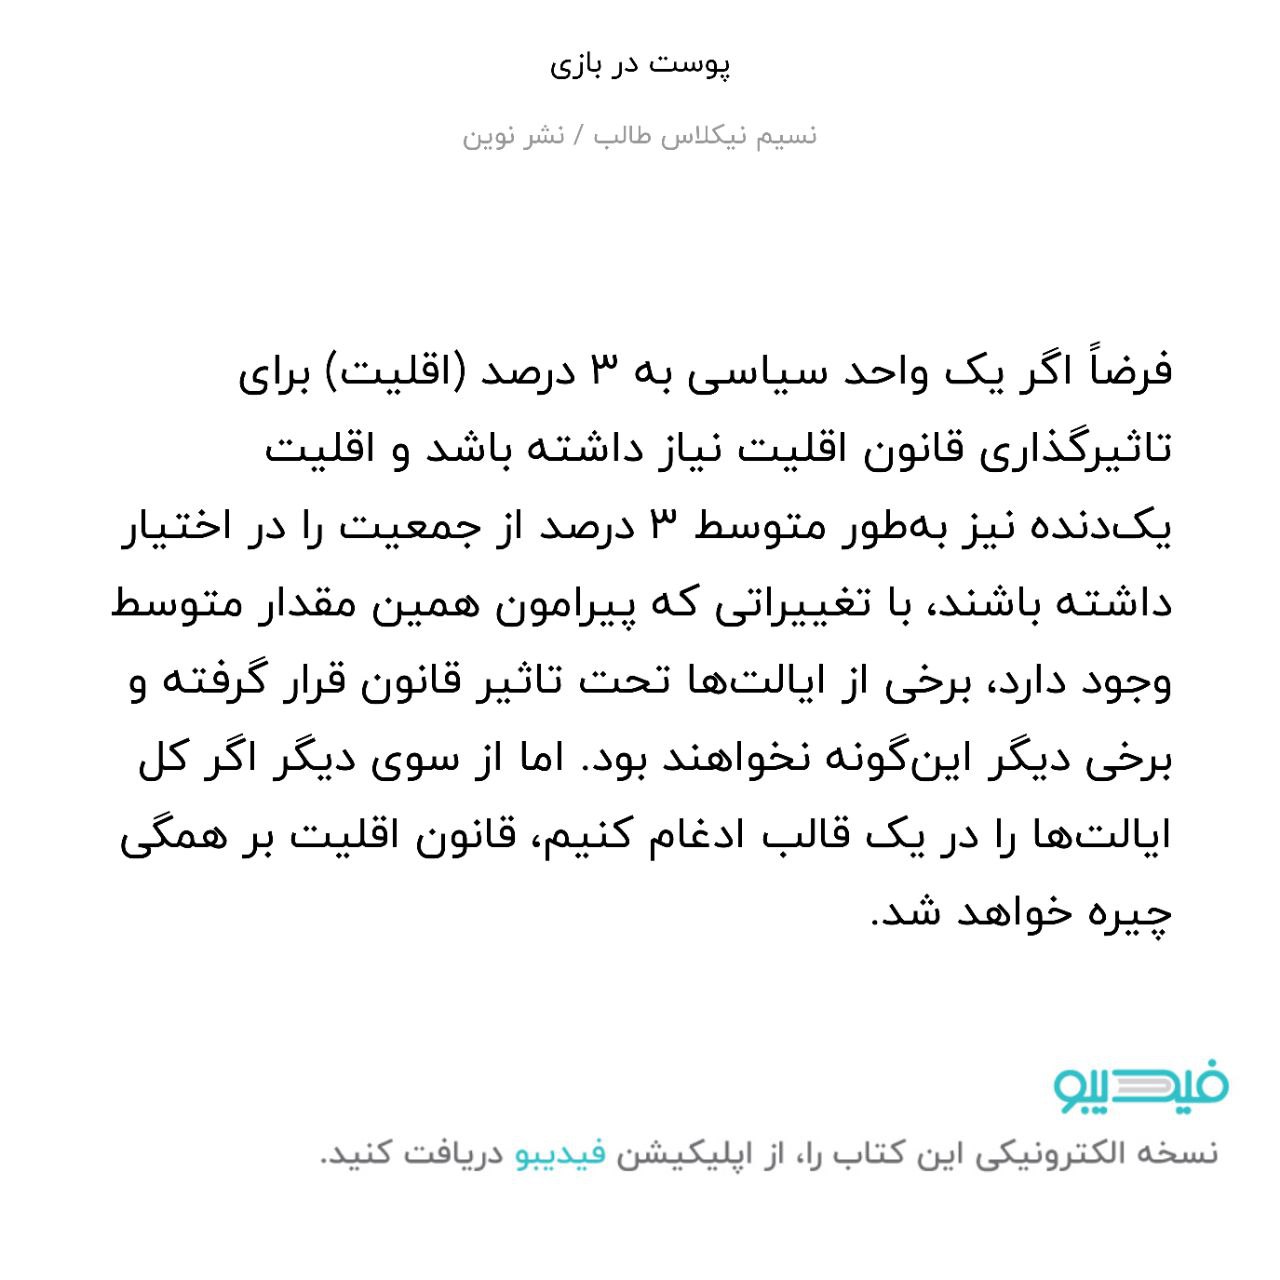 پوست در بازی
نسیم نیکلاس طالب / نشر نوین
فرضاً اگر یک واحد سیاسی به ۳ درصد (اقلیت) برای
تاثیرگذاری قانون اقلیت نیاز داشته باشد و اقلیت
یک‌دنده نیز به‌طور متوسط ۳ درصد از جمعیت را در اختیار
داشته باشند، با تغییراتی که پیرامون همین مقدار متوسط
وجود دارد، برخی از ایالت‌ها تحت تاثیر قانون قرار گرفته و
برخی دیگر این‌گونه نخواهند بود. اما از سوی دیگر اگر کل
ایالت‌ها را در یک قالب ادغام کنیم، قانون اقلیت بر همگی
چیره خواهد شد.
فیدیبو
نسخه الکترونیکی این کتاب را، از اپلیکیشن فیدیبو دریافت کنید.